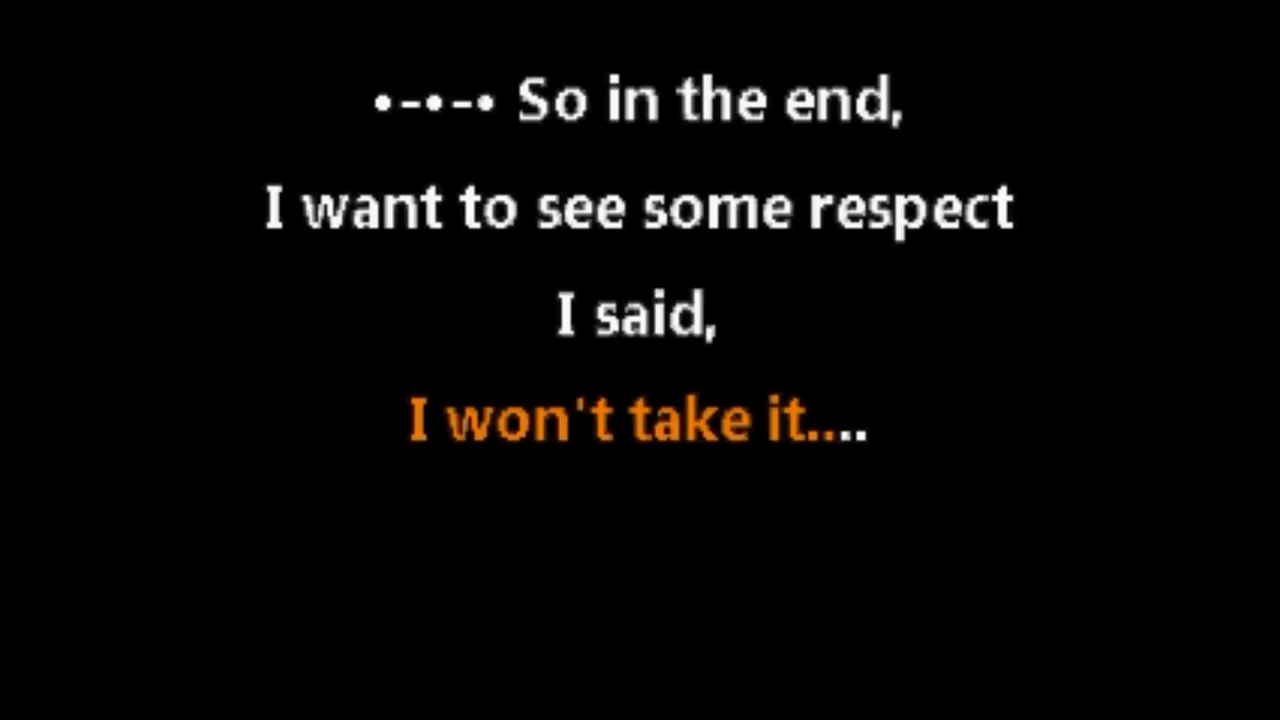 •-•-• So in the end,
I want to see some respect
I said,
I won't take it....